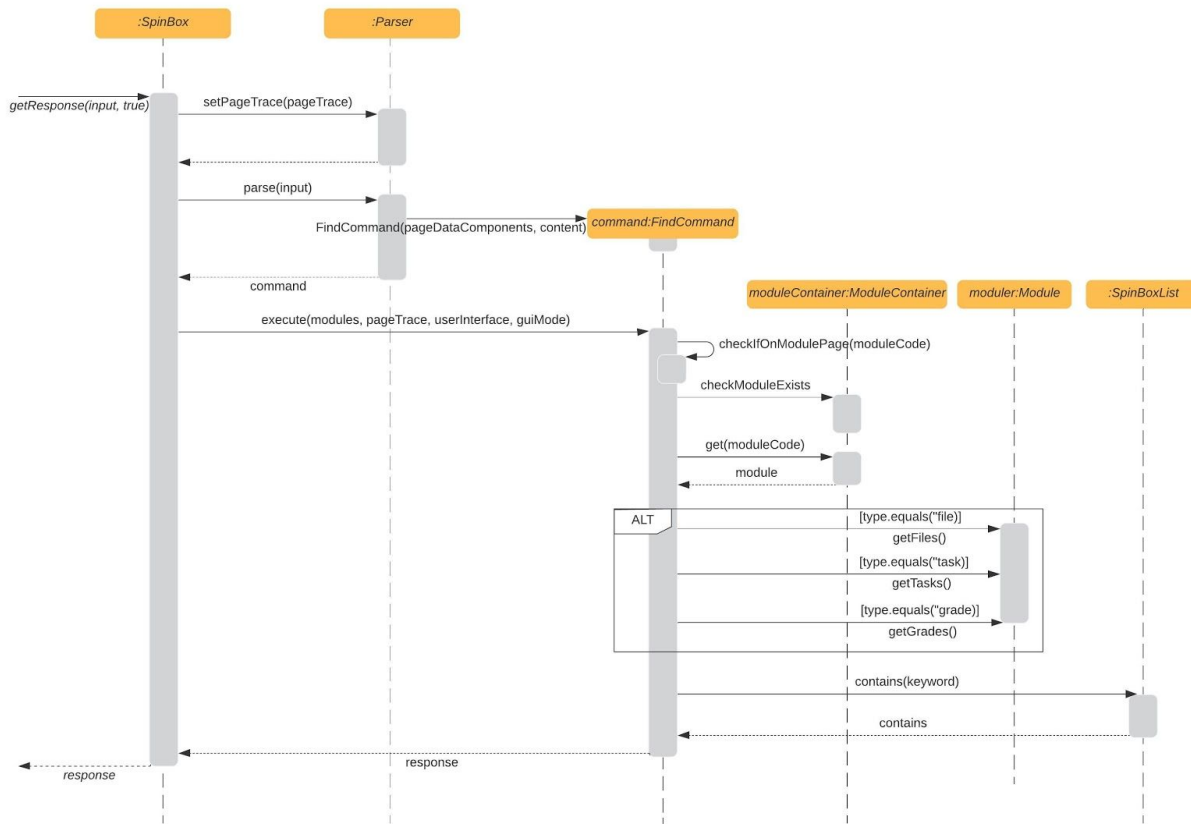 :SpinBox
:Parser
getResponse(input, true)
setPageTrace(pageTrace)
parse(input)
FindCommand(pageDataComponents, content)
command:FindCommand
command
moduleContainer:ModuleContainer
moduler:Module
:SpinBoxList
execute(modules, pageTrace, userInterface, guiMode)
checkIfOnModulePage(moduleCode)
checkModuleExists
get(moduleCode)
module
ALT
[type.equals("file)]
getFiles()
[type.equals("task)]
getTasks()
[type.equals("grade)]
getGrades()
contains(keyword)
contains
response
response